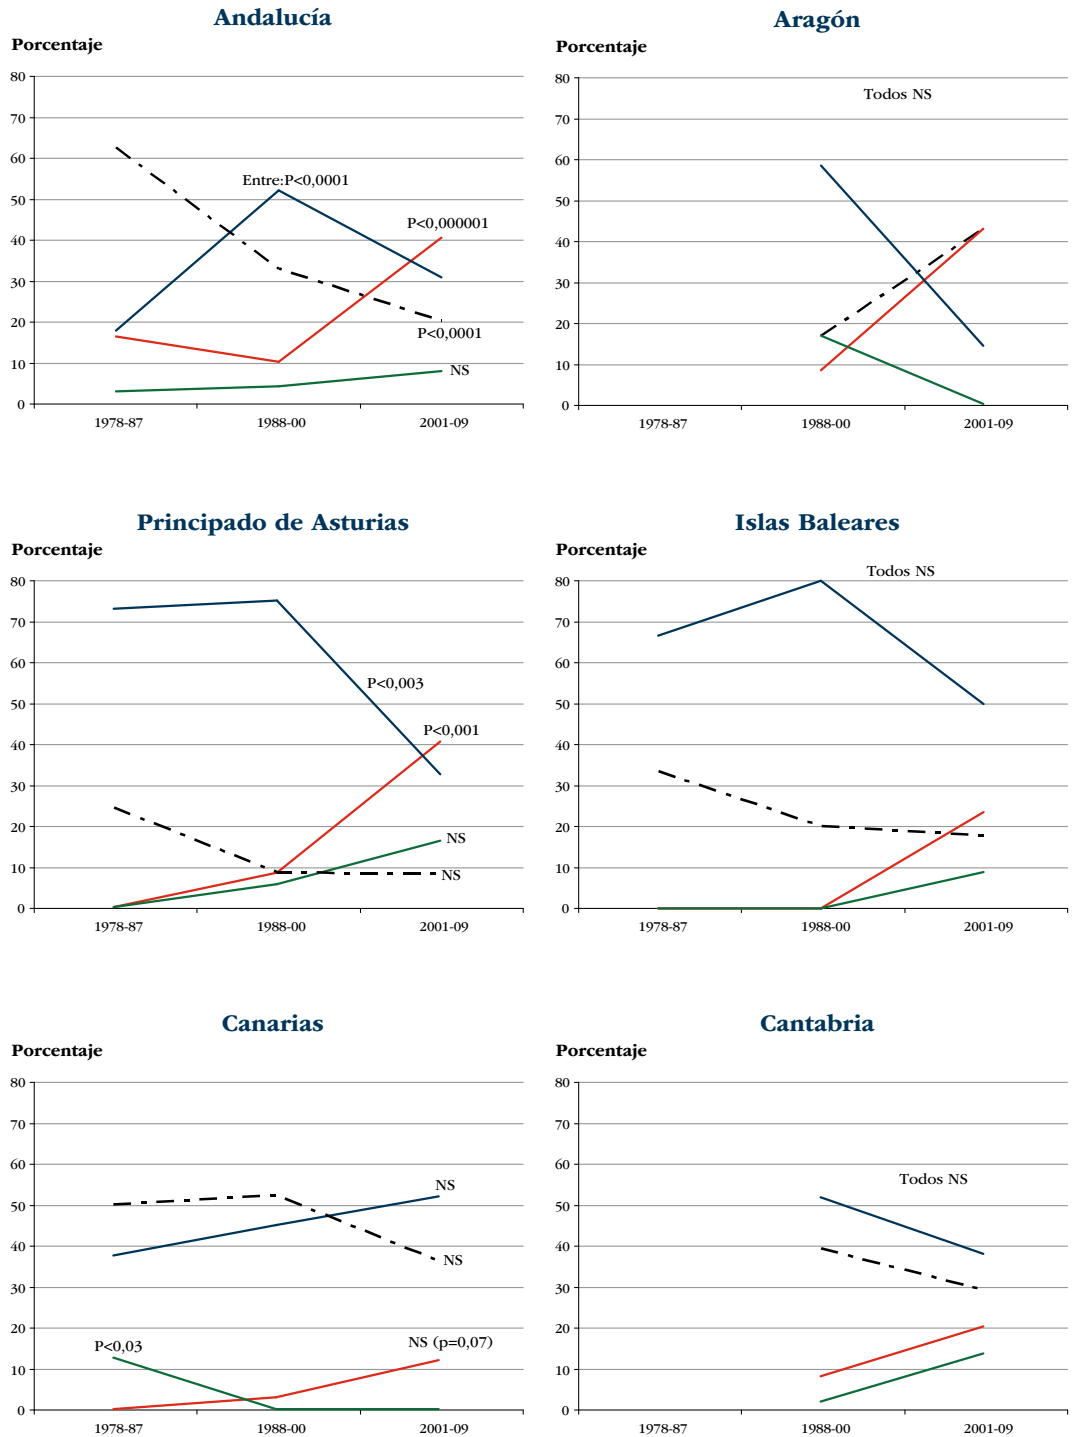 Andalucía
Porcentaje
80
70
60
50
40
30
20
10
0
Entre:P<0,0001
P<0,000001
P<0,0001
NS
1978-87 1988-00 2001-09
Aragón
Porcentaje
80
70
60
50
40
30
20
10
0
Todos NS
1978-87 1988-00 2001-09
Principado de Asturias
Porcentaje
80
70
60
50
40
30
20
10
0
P<0,003
P<0,001
NS
NS
1978-87 1988-00 2001-09
Islas Baleares
Porcentaje
80
70
60
50
40
30
20
10
0
Todos NS
1978-87 1988-00 2001-09
Canarias
Porcentaje
80
70
60
50
40
30
20
10
0
NS
NS
P<0,03
NS (p=0,07)
1978-87 1988-00 2001-09
Cantabria
Porcentaje
80
70
60
50
40
30
20
10
0
Todos NS
1978-87 1988-00 2001-09